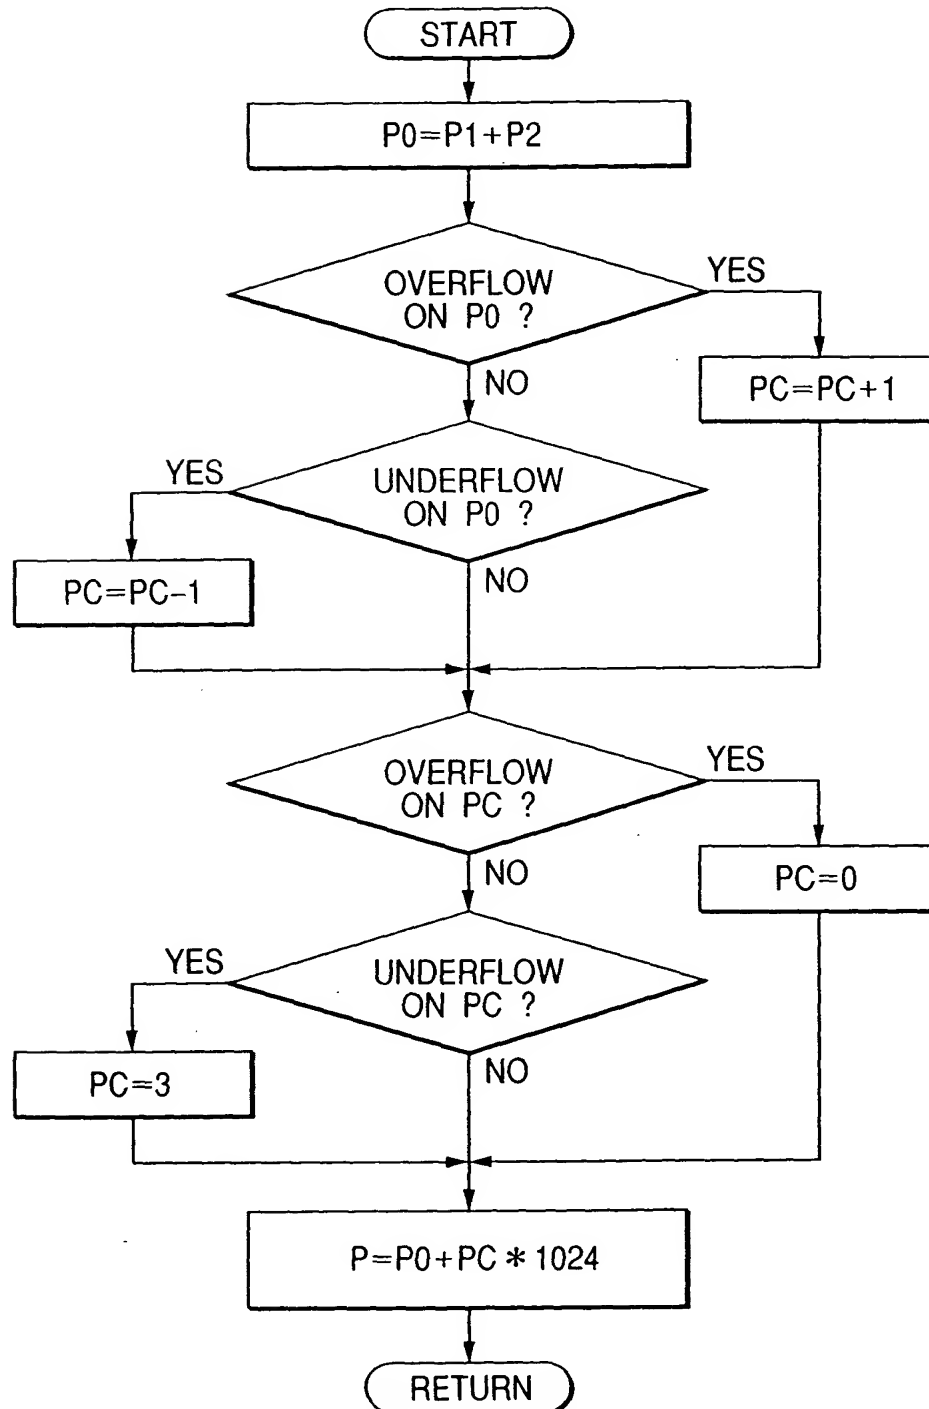 START
P0=P1+P2
OVERFLOW
ON P0 ?
YES
NO
PC=PC+1
UNDERFLOW
ON P0 ?
YES
NO
PC=PC-1
OVERFLOW
ON PC ?
YES
NO
PC=0
UNDERFLOW
ON PC ?
YES
NO
PC=3
P=P0+PC*1024
RETURN